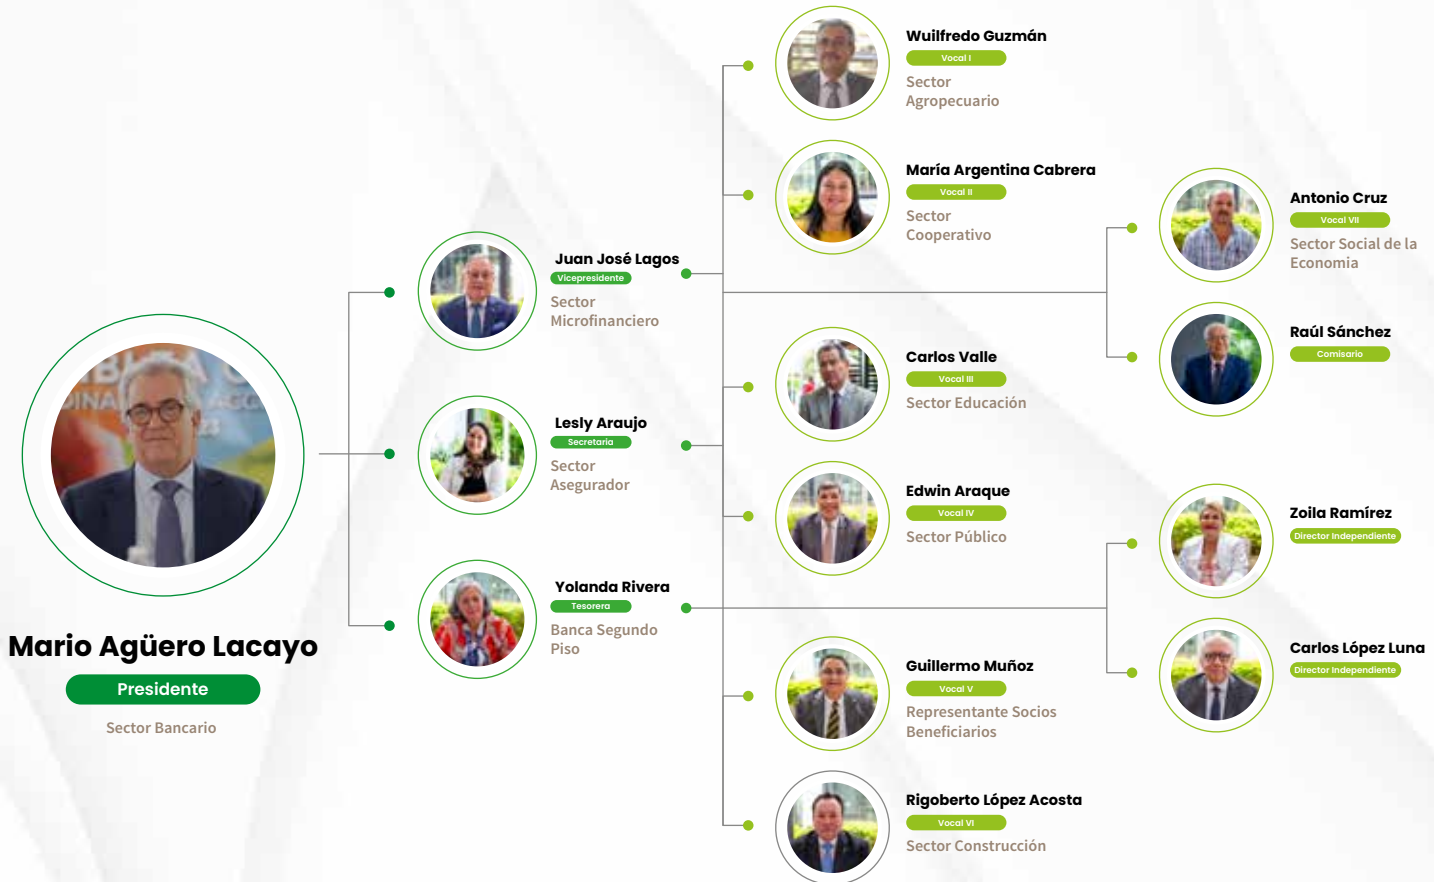 Mario Agüero Lacayo
Presidente
Sector Bancario
Juan José Lagos
Vicepresidente
Sector
Microfinanciero
Lesly Araujo
Secretaria
Sector
Asegurador
Yolanda Rivera
Tesorera
Banca Segundo
Piso
Wuilfredo Guzmán
Vocal I
Sector
Agropecuario
María Argentina Cabrera
Vocal II
Sector
Cooperativo
Carlos Valle
Vocal III
Sector Educación
Edwin Araque
Vocal IV
Sector Público
Guillermo Muñoz
Vocal V
Representante Socios
Beneficiarios
Rigoberto López Acosta
Vocal VI
Sector Construcción
Antonio Cruz
Vocal VII
Sector Social de la
Economia
Raúl Sánchez
Comisario
Zoila Ramírez
Director Independiente
Carlos López Luna
Director Independiente